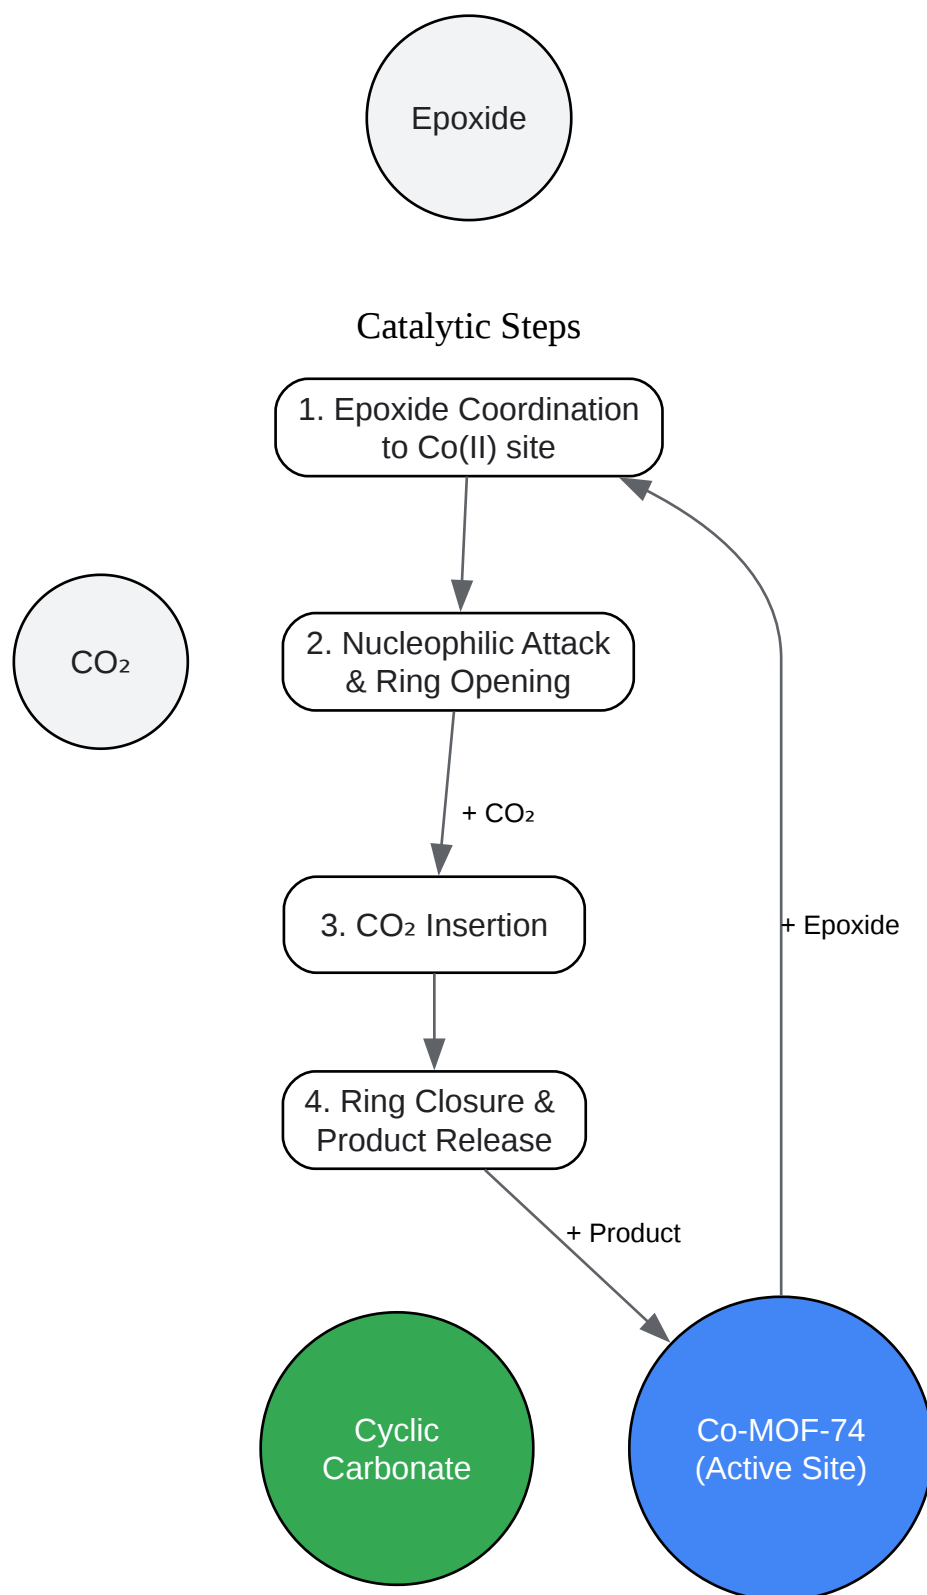 Epoxide
Catalytic Steps
1. Epoxide Coordination
to Co(II) site
CO₂
2. Nucleophilic Attack
& Ring Opening
+ CO₂
3. CO₂ Insertion
+ Epoxide
4. Ring Closure &
Product Release
+ Product
Cyclic
Carbonate
Co-MOF-74
(Active Site)